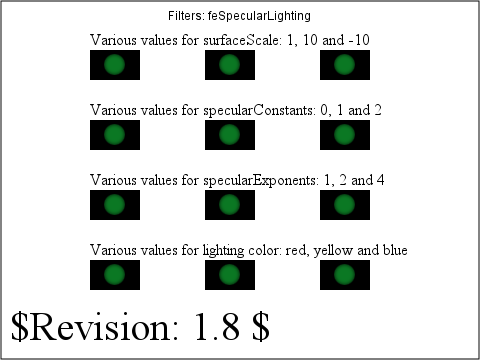 Filters: feSpecularLighting
Various values for surfaceScale: 1, 10 and -10
Various values for specularConstants: 0, 1 and 2
Various values for specularExponents: 1, 2 and 4
Various values for lighting color: red, yellow and blue
$Revision: 1.8 $